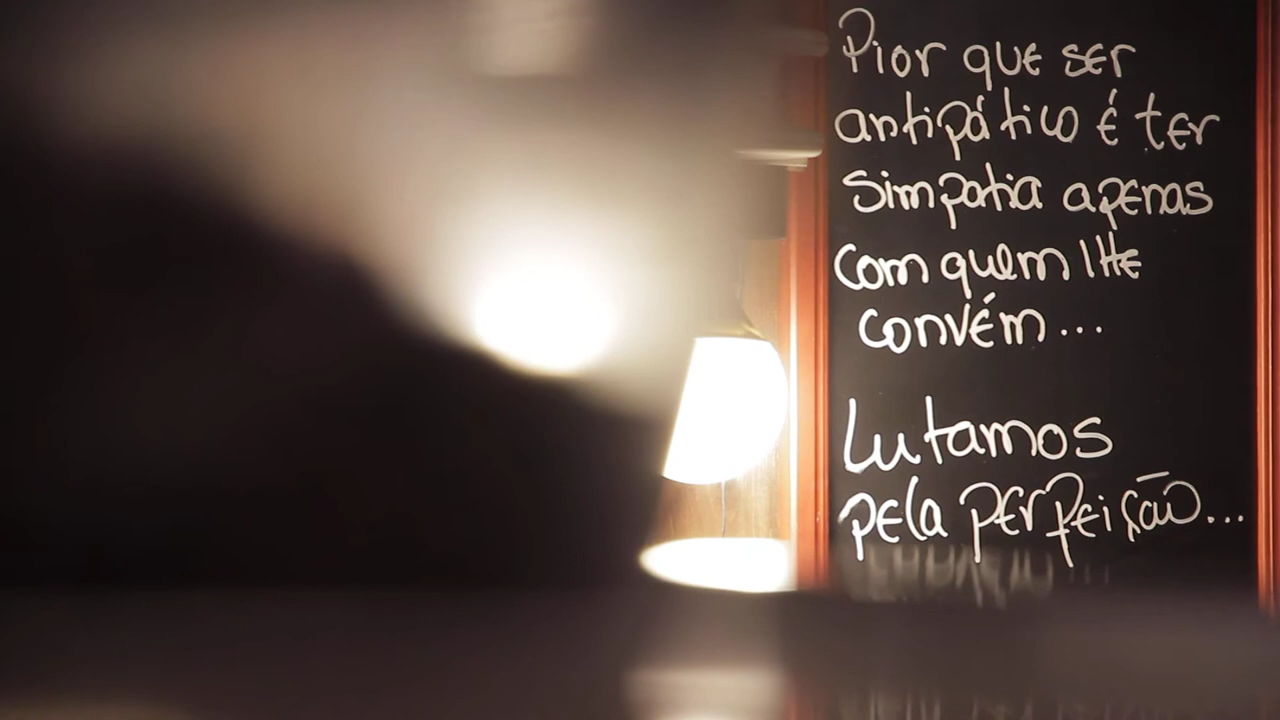 Pior que ser
antipático é ter
simpatia apenas
com quem lhe
convém...
Lutamos
pela perfeição...